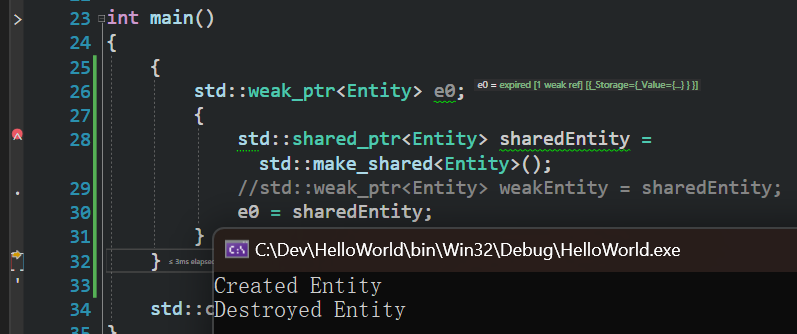 23 int main()
24 {
25 {
26 std::weak_ptr<Entity> e0; e0 = expired [1 weak ref] [{_Storage={_Value={...} } }]
27 {
28 std::shared_ptr<Entity> sharedEntity =
std::make_shared<Entity>();
29 //std::weak_ptr<Entity> weakEntity = sharedEntity;
30 e0 = sharedEntity;
31 }
32 } ≤ 3ms elapsed
33
34 std::c
35 }
C:\Dev\HelloWorld\bin\Win32\Debug\HelloWorld.exe
Created Entity
Destroyed Entity